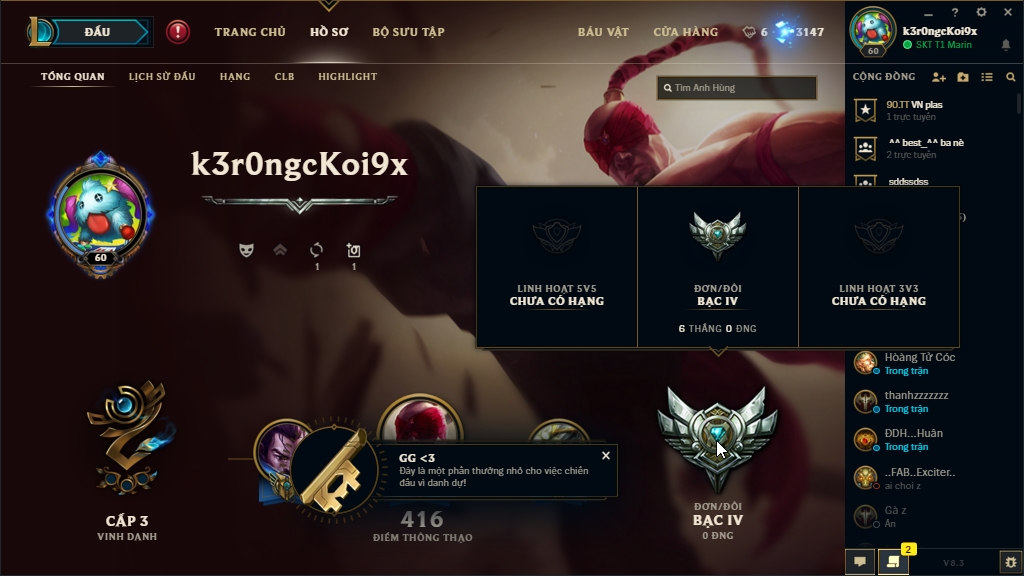 ĐẤU
TRANG CHỦ
HỒ SƠ
BỘ SƯU TẬP
BÁU VẬT
CỬA HÀNG
6
3147
k3r0ngcKoi9x
SKT T1 Marin
60
TỔNG QUAN
LỊCH SỬ ĐẤU
HẠNG
CLB
HIGHLIGHT
Tìm Anh Hùng
CỘNG ĐỒNG
90.TT VN plas
1 trực tuyến
^^ best_^^ ba nè
2 trực tuyến
sddssdss
k3r0ngcKoi9x
60
1
1
LINH HOẠT 5V5
CHƯA CÓ HẠNG
ĐƠN/ĐÔI
BẠC IV
6 THẮNG 0 ĐNG
LINH HOẠT 3V3
CHƯA CÓ HẠNG
Hoàng Tử Cóc
Trong trận
thanhzzzzzzz
Trong trận
ĐDH...Huân
Trong trận
..FAB..Exciter..
ai choi z
Gà z
Ẩn
GG <3
Đây là một phần thưởng nhỏ cho việc chiến
đấu vì danh dự!
CẤP 3
VINH DANH
416
ĐIỂM THÔNG THẠO
ĐƠN/ĐÔI
BẠC IV
0 ĐNG
2
V8.3